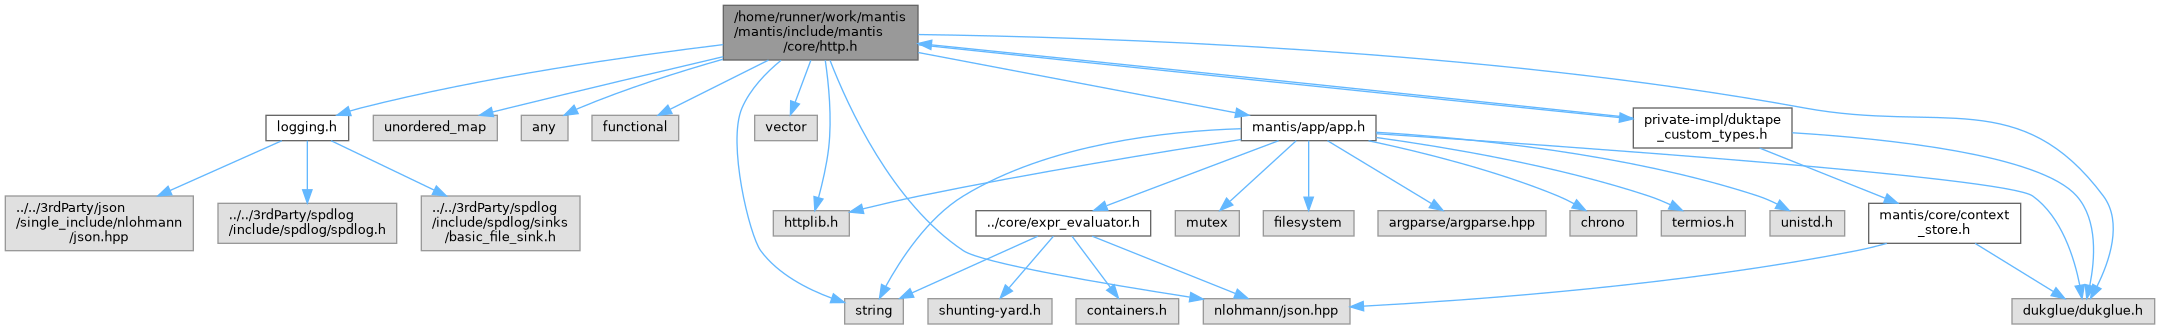 /home/runner/work/mantis
/mantis/include/mantis
/core/http.h
logging.h
unordered_map
any
functional
vector
mantis/app/app.h
private-impl/duktape
_custom_types.h
../../3rdParty/json
/single_include/nlohmann
/json.hpp
../../3rdParty/spdlog
/include/spdlog/spdlog.h
../../3rdParty/spdlog
/include/spdlog/sinks
/basic_file_sink.h
httplib.h
../core/expr_evaluator.h
mutex
filesystem
argparse/argparse.hpp
chrono
termios.h
unistd.h
mantis/core/context
_store.h
string
shunting-yard.h
containers.h
nlohmann/json.hpp
dukglue/dukglue.h